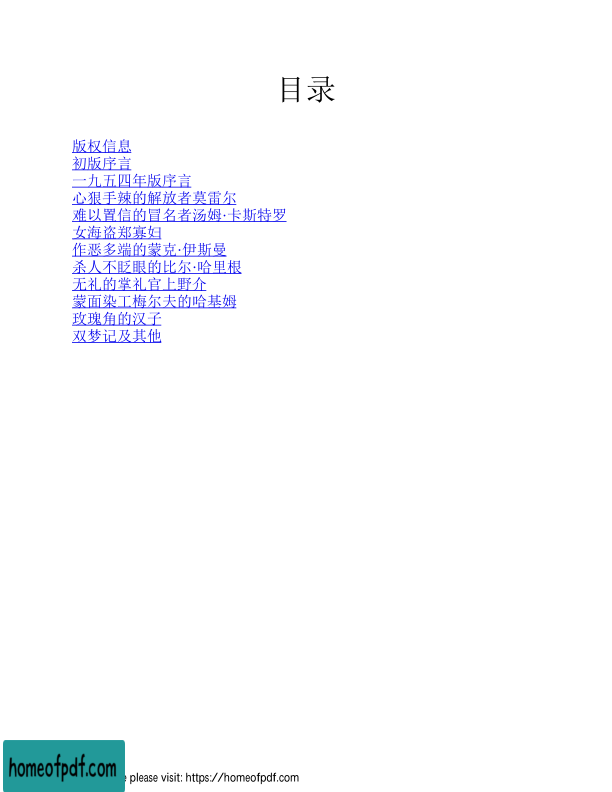 目录
版权信息
初版序言
一九五四年版序言
心狠手辣的解放者莫雷尔
难以置信的冒名者汤姆·卡斯特罗
女海盗郑寡妇
作恶多端的蒙克·伊斯曼
杀人不眨眼的比尔·哈里根
无礼的掌礼官上野介
蒙面染工梅尔夫的哈基姆
玫瑰角的汉子
双梦记及其他
homeofpdf.com
e please visit: https://homeofpdf.com